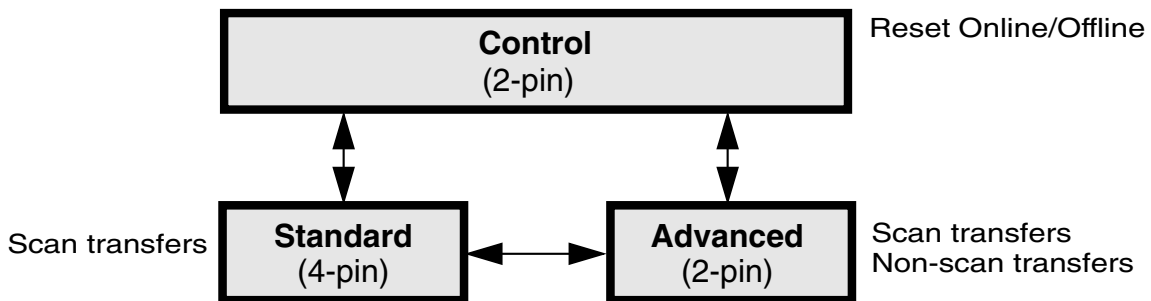 Control
(2-pin)
Reset Online/Offline
Scan transfers
Standard
(4-pin)
Advanced
(2-pin)
Scan transfers
Non-scan transfers